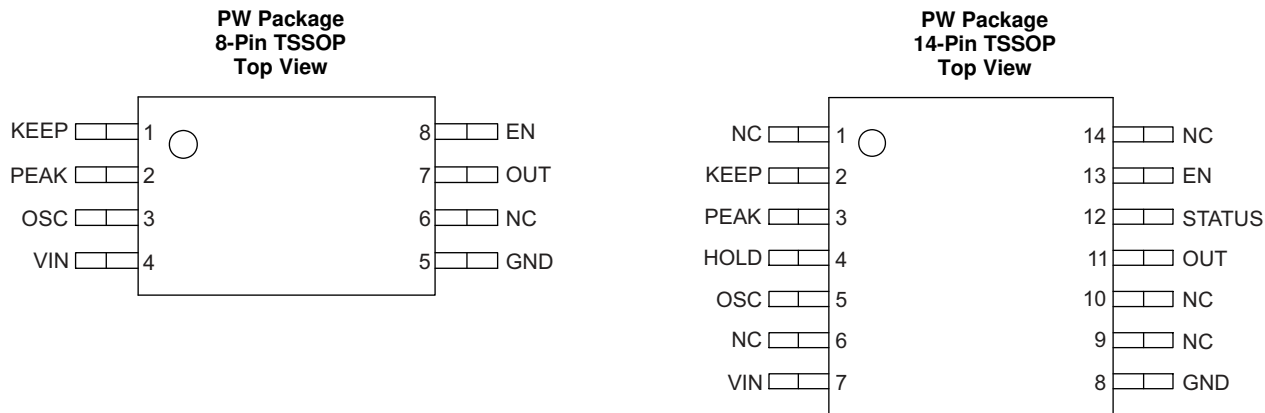 PW Package
8-Pin TSSOP
Top View
KEEP 1 8 EN
PEAK 2 7 OUT
OSC 3 6 NC
VIN 4 5 GND
PW Package
14-Pin TSSOP
Top View
NC 1 14 NC
KEEP 2 13 EN
PEAK 3 12 STATUS
HOLD 4 11 OUT
OSC 5 10 NC
NC 6 9 NC
VIN 7 8 GND